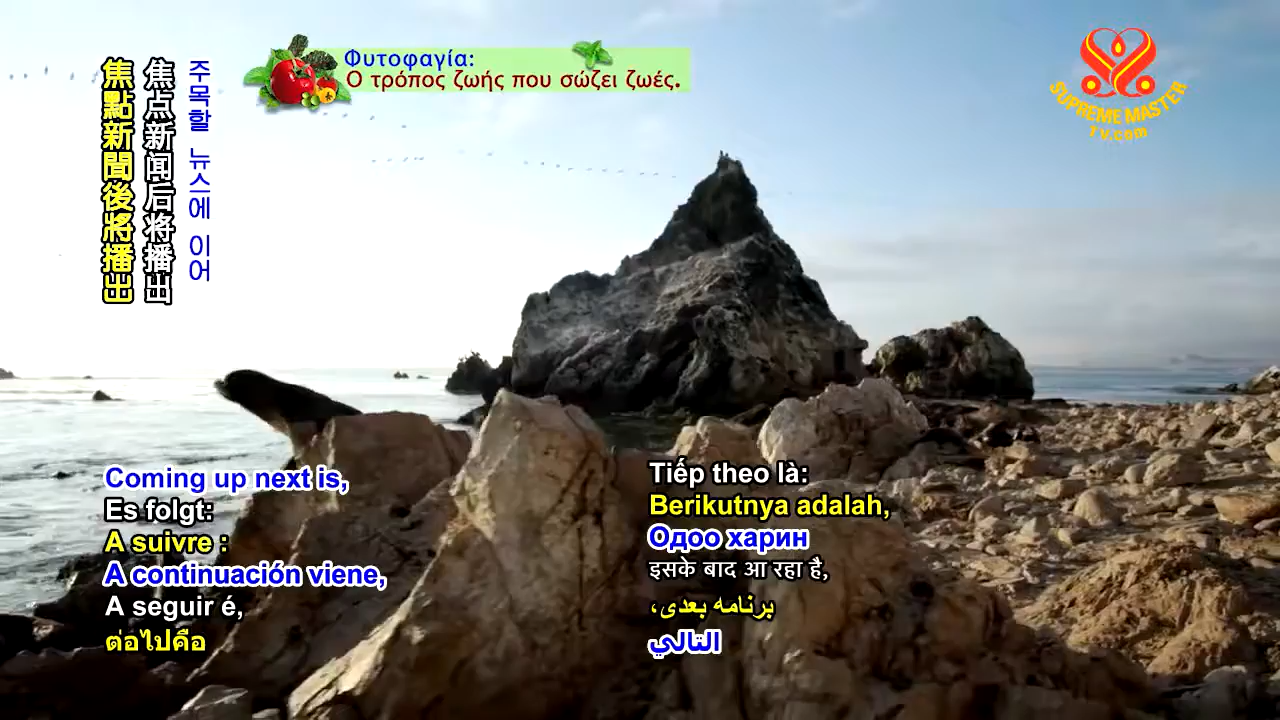 焦點新聞後將播出
焦点新闻后将播出
주목할 뉴스에 이어
Φυτοφαγία:
Ο τρόπος ζωής που σώζει ζωές.
SUPREME MASTER
TV.com
Coming up next is,
Es folgt:
A suivre :
A continuación viene,
A seguir é,
ต่อไปคือ
Tiếp theo là:
Berikutnya adalah,
Одоо харин
इसके बाद आ रहा है,
برنامه بعدی،
التالي